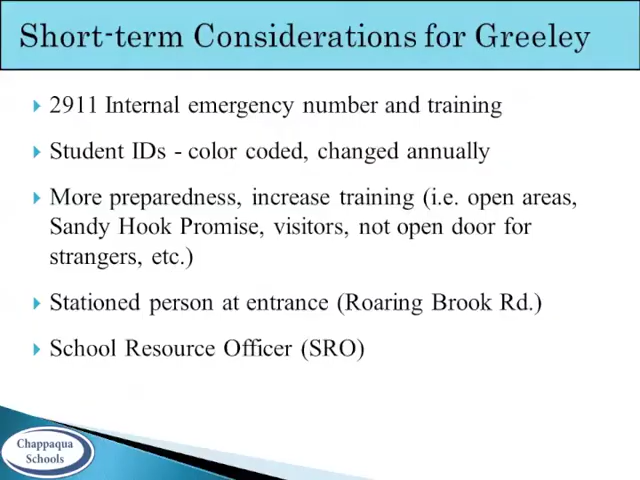 Short-term Considerations for Greeley
2911 Internal emergency number and training
Student IDs - color coded, changed annually
More preparedness, increase training (i.e. open areas,
Sandy Hook Promise, visitors, not open door for
strangers, etc.)
Stationed person at entrance (Roaring Brook Rd.)
School Resource Officer (SRO)
Chappaqua
Schools